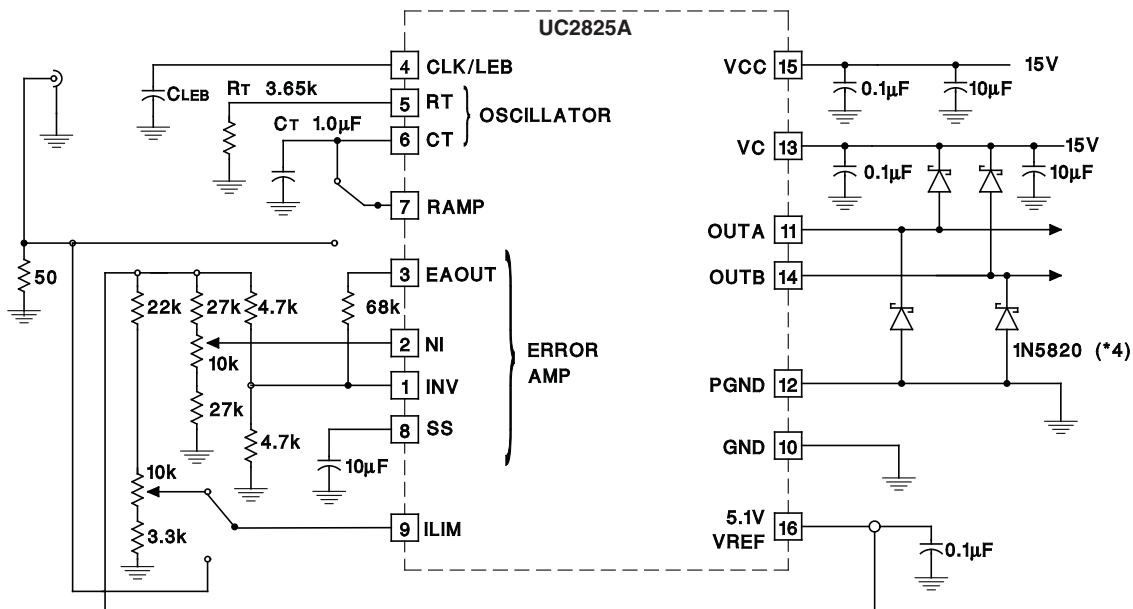 UC2825A
4 CLK/LEB
CLEB
RT 3.65k
5 RT
OSCILLATOR
CT 1.0µF
6 CT
7 RAMP
50
3 EAOUT
22k
27k
4.7k
68k
2 NI
10k
ERROR
AMP
1 INV
27k
8 SS
4.7k
10µF
10k
9 ILIM
3.3k
VCC 15
15V
0.1µF
10µF
VC 13
15V
0.1µF
10µF
OUTA 11
OUTB 14
1N5820 (*4)
PGND 12
GND 10
5.1V
VREF 16
0.1µF